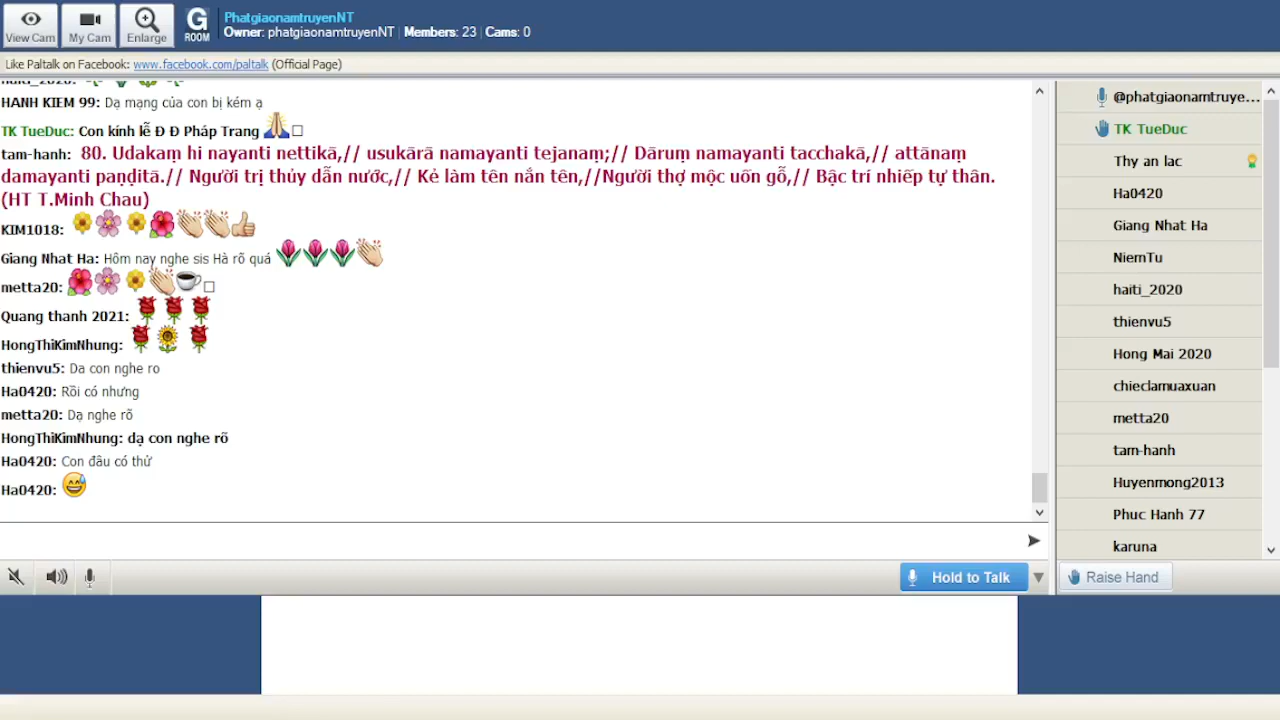 PhatgiaonamtruyenNT
Owner: phatgiaonamtruyenNT | Members: 23 | Cams: 0
View Cam
My Cam
Enlarge
G
ROOM
Like Paltalk on Facebook: www.facebook.com/paltalk (Official Page)
haiti_2020:
HANH KIEM 99: Dạ mạng của con bị kém ạ
TK TueDuc: Con kính lễ Đ Đ Pháp Trang
tam-hanh: 80. Udakaṃ hi nayanti nettikā,// usukārā namayanti tejanaṃ;// Dāruṃ namayanti tacchakā,// attānaṃ
damayanti paṇḍitā.// Người trị thủy dẫn nước,// Kẻ làm tên nắn tên,//Người thợ mộc uốn gỗ,// Bậc trí nhiếp tự thân.
(HT T.Minh Chau)
KIM1018:
Giang Nhat Ha: Hôm nay nghe sis Hà rõ quá
metta20:
Quang thanh 2021:
HongThiKimNhung:
thienvu5: Da con nghe ro
Ha0420: Rồi có nhưng
metta20: Dạ nghe rõ
HongThiKimNhung: dạ con nghe rõ
Ha0420: Con đâu có thử
Ha0420:
Hold to Talk
@phatgiaonamtruye...
TK TueDuc
Thy an lac
Ha0420
Giang Nhat Ha
NiemTu
haiti_2020
thienvu5
Hong Mai 2020
chieclamuaxuan
metta20
tam-hanh
Huyenmong2013
Phuc Hanh 77
karuna
Raise Hand